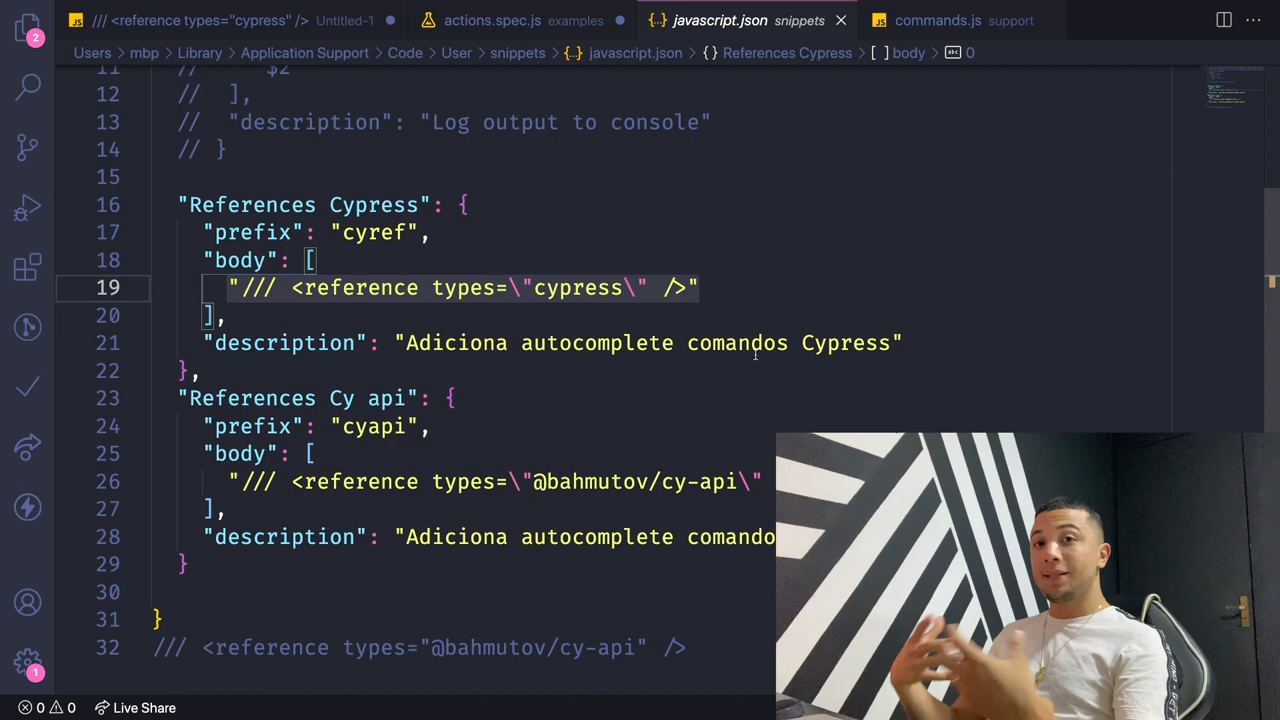 /// <reference types="cypress" /> Untitled-1
actions.spec.js examples
{..} javascript.json snippets
commands.js support
Users > mbp > Library > Application Support > Code > User > snippets > {..} javascript.json > {} References Cypress > [ ] body > abc 0
11 //      $2
12 //   ],
13 //   "description": "Log output to console"
14 // }
15
16 "References Cypress": {
17 "prefix": "cyref",
18 "body": [
19 "/// <reference types=\"cypress\" />"
20 ],
21 "description": "Adiciona autocomplete comandos Cypress"
22 },
23 "References Cy api": {
24 "prefix": "cyapi",
25 "body": [
26 "/// <reference types=\"@bahmutov/cy-api\"
27 ],
28 "description": "Adiciona autocomplete comando
29 }
30
31 }
32 /// <reference types="@bahmutov/cy-api" />
2
1
0 0 Live Share